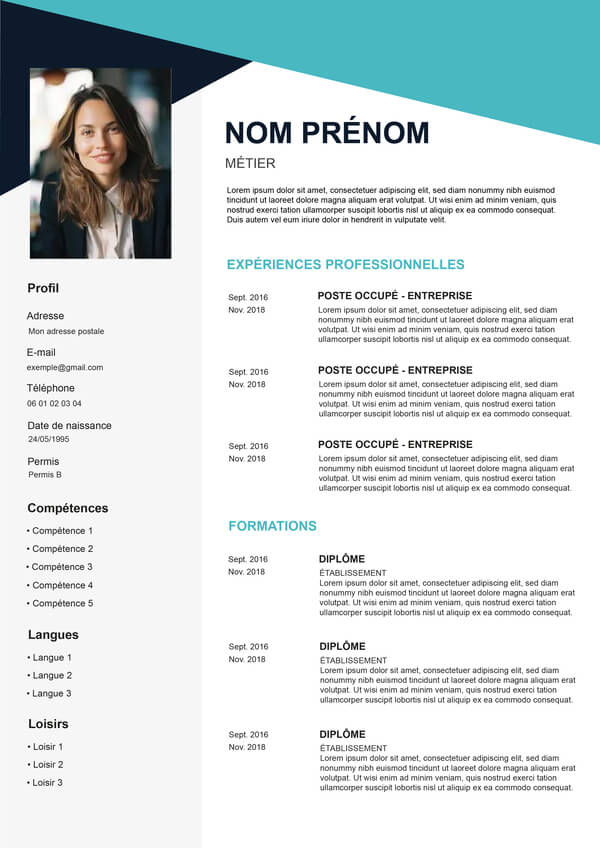 NOM PRÉNOM
MÉTIER
Lorem ipsum dolor sit amet, consectetuer adipiscing elit, sed diam nonummy nibh euismod
tincidunt ut laoreet dolore magna aliquam erat volutpat. Ut wisi enim ad minim veniam, quis
nostrud exerci tation ullamcorper suscipit lobortis nisl ut aliquip ex ea commodo consequat.
Duis autem vel eum iriure dolor in hendrerit in vulputate velit.
Profil
Adresse
Mon adresse postale
E-mail
exemple@gmail.com
Téléphone
06 01 02 03 04
Date de naissance
24/05/1995
Permis
Permis B
Compétences
• Compétence 1
• Compétence 2
• Compétence 3
• Compétence 4
• Compétence 5
Langues
• Langue 1
• Langue 2
• Langue 3
Loisirs
• Loisir 1
• Loisir 2
• Loisir 3
EXPÉRIENCES PROFESSIONNELLES
Sept. 2016
Nov. 2018
POSTE OCCUPÉ - ENTREPRISE
Lorem ipsum dolor sit amet, consectetuer adipiscing elit, sed diam
nonummy nibh euismod tincidunt ut laoreet dolore magna aliquam erat
volutpat. Ut wisi enim ad minim veniam, quis nostrud exerci tation
ullamcorper suscipit lobortis nisl ut aliquip ex ea commodo consequat.
Sept. 2016
Nov. 2018
POSTE OCCUPÉ - ENTREPRISE
Lorem ipsum dolor sit amet, consectetuer adipiscing elit, sed diam
nonummy nibh euismod tincidunt ut laoreet dolore magna aliquam erat
volutpat. Ut wisi enim ad minim veniam, quis nostrud exerci tation
ullamcorper suscipit lobortis nisl ut aliquip ex ea commodo consequat.
Sept. 2016
Nov. 2018
POSTE OCCUPÉ - ENTREPRISE
Lorem ipsum dolor sit amet, consectetuer adipiscing elit, sed diam
nonummy nibh euismod tincidunt ut laoreet dolore magna aliquam erat
volutpat. Ut wisi enim ad minim veniam, quis nostrud exerci tation
ullamcorper suscipit lobortis nisl ut aliquip ex ea commodo consequat.
FORMATIONS
Sept. 2016
Nov. 2018
DIPLÔME
ÉTABLISSEMENT
Lorem ipsum dolor sit amet, consectetuer adipiscing elit, sed diam
nonummy nibh euismod tincidunt ut laoreet dolore magna aliquam erat
volutpat. Ut wisi enim ad minim veniam, quis nostrud exerci tation
ullamcorper suscipit lobortis nisl ut aliquip ex ea commodo consequat.
Sept. 2016
Nov. 2018
DIPLÔME
ÉTABLISSEMENT
Lorem ipsum dolor sit amet, consectetuer adipiscing elit, sed diam
nonummy nibh euismod tincidunt ut laoreet dolore magna aliquam erat
volutpat. Ut wisi enim ad minim veniam, quis nostrud exerci tation
ullamcorper suscipit lobortis nisl ut aliquip ex ea commodo consequat.
Sept. 2016
Nov. 2018
DIPLÔME
ÉTABLISSEMENT
Lorem ipsum dolor sit amet, consectetuer adipiscing elit, sed diam
nonummy nibh euismod tincidunt ut laoreet dolore magna aliquam erat
volutpat. Ut wisi enim ad minim veniam, quis nostrud exerci tation
ullamcorper suscipit lobortis nisl ut aliquip ex ea commodo consequat.